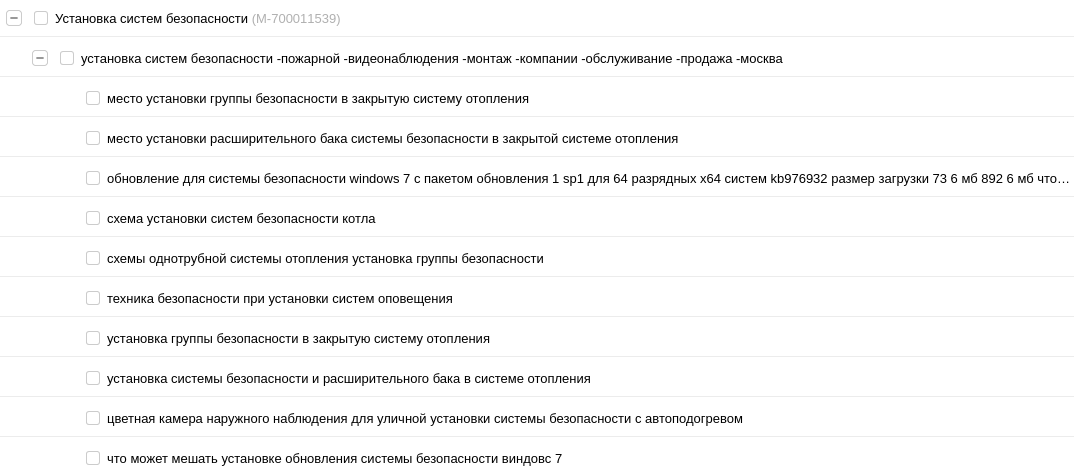 Установка систем безопасности (M-700011539)
установка систем безопасности -пожарной -видеонаблюдения -монтаж -компании -обслуживание -продажа -москва
место установки группы безопасности в закрытую систему отопления
место установки расширительного бака системы безопасности в закрытой системе отопления
обновление для системы безопасности windows 7 с пакетом обновления 1 sp1 для 64 разрядных x64 систем kb976932 размер загрузки 73 6 мб 892 6 мб что…
схема установки систем безопасности котла
схемы однотрубной системы отопления установка группы безопасности
техника безопасности при установки систем оповещения
установка группы безопасности в закрытую систему отопления
установка системы безопасности и расширительного бака в системе отопления
цветная камера наружного наблюдения для уличной установки системы безопасности с автоподогревом
что может мешать установке обновления системы безопасности виндовс 7